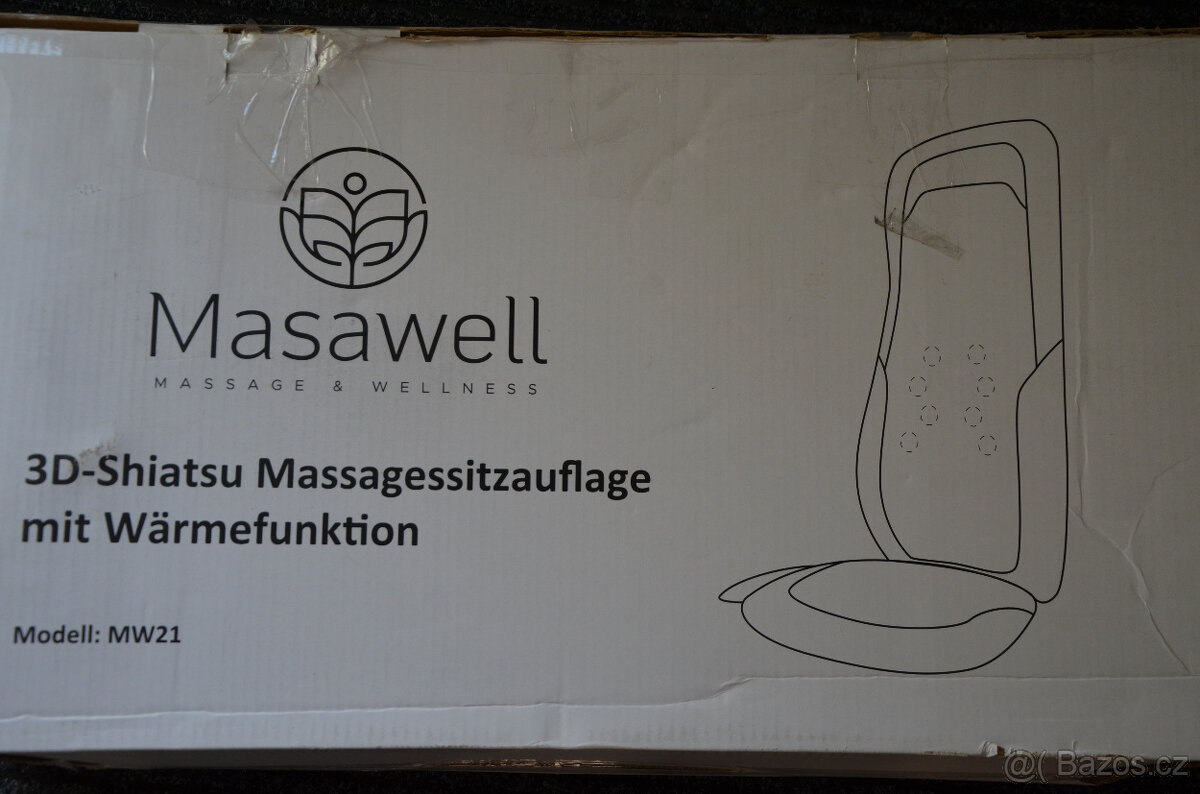 Masawell
MASSAGE & WELLNESS
3D-Shiatsu Massagessitzauflage
mit Wärmefunktion
Modell: MW21
@( Bazos.cz